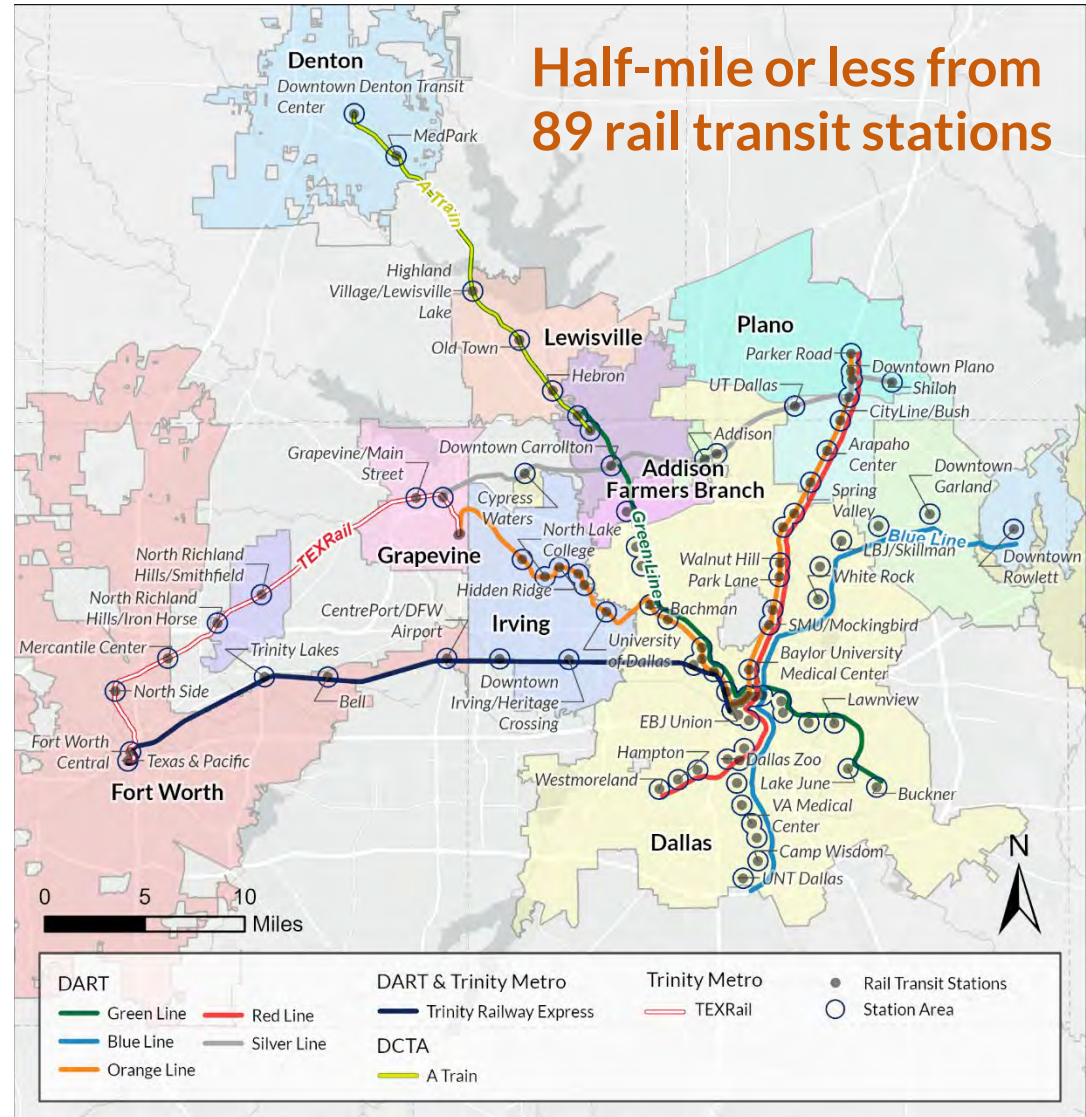 Half-mile or less from
89 rail transit stations
Denton
Downtown Denton Transit
Center
MedPark
A-Train
Highland
Village/Lewisville
Lake
Old Town
Lewisville
Hebron
Plano
Parker Road
Downtown Plano
Shiloh
UT Dallas
CityLine/Bush
Addison
Arapaho
Center
Downtown Carrollton
Grapevine/Main
Street
Addison
Farmers Branch
Downtown
Garland
Cypress
Waters
Spring
Valley
Green Line
North Lake
College
TEXRail
Grapevine
Blue Line
LBJ/Skillman
Downtown
Rowlett
North Richland
Hills/Smithfield
Walnut Hill
Park Lane
White Rock
Hidden Ridge
North Richland
Hills/Iron Horse
CentrePort/DFW
Airport
Irving
Bachman
SMU/Mockingbird
Mercantile Center
Trinity Lakes
University
of Dallas
Baylor University
Medical Center
North Side
Bell
Downtown
Irving/Heritage
Crossing
Lawnview
EBJ Union
Fort Worth
Central
Texas & Pacific
Hampton
Dallas Zoo
Westmoreland
Lake June
Buckner
Fort Worth
VA Medical
Center
Dallas
Camp Wisdom
UNT Dallas
N
0 5 10
Miles
DART
Green Line
Red Line
Blue Line
Silver Line
Orange Line
DART & Trinity Metro
Trinity Railway Express
DCTA
A Train
Trinity Metro
TEXRail
Rail Transit Stations
Station Area